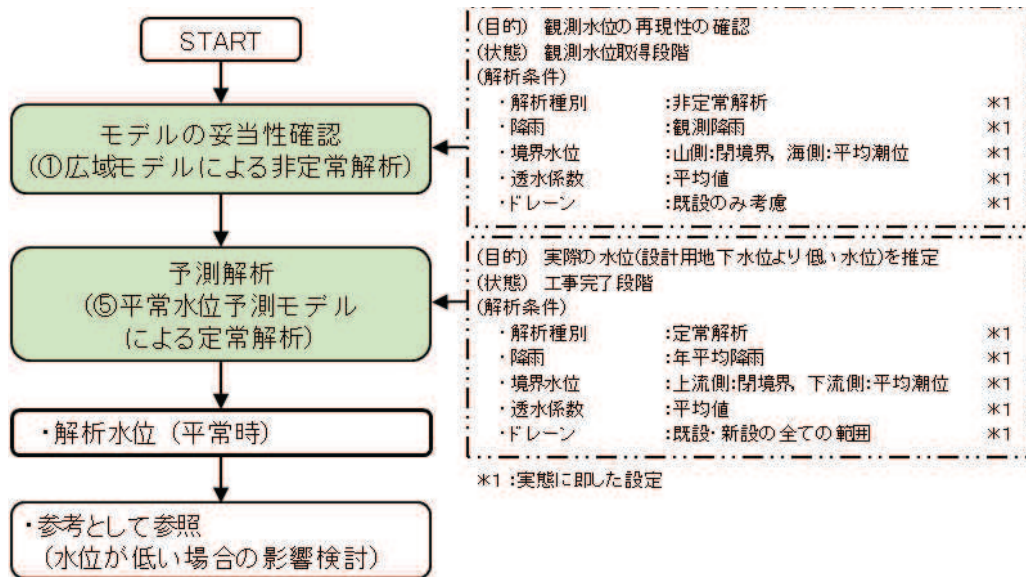 START
モデルの妥当性確認
(①広域モデルによる非定常解析)
予測解析
(⑤平常水位予測モデル
による定常解析)
・解析水位（平常時）
・参考として参照
(水位が低い場合の影響検討)
(目的) 観測水位の再現性の確認
(状態) 観測水位取得段階
(解析条件)
・解析種別 :非定常解析 *1
・降雨 :観測降雨 *1
・境界水位 :山側:閉境界, 海側:平均潮位 *1
・透水係数 :平均値 *1
・ドレーン :既設のみ考慮 *1
(目的) 実際の水位(設計用地下水位より低い水位)を推定
(状態) 工事完了段階
(解析条件)
・解析種別 :定常解析 *1
・降雨 :年平均降雨 *1
・境界水位 :上流側:閉境界, 下流側:平均潮位 *1
・透水係数 :平均値 *1
・ドレーン :既設・新設の全ての範囲 *1
*1 :実態に即した設定